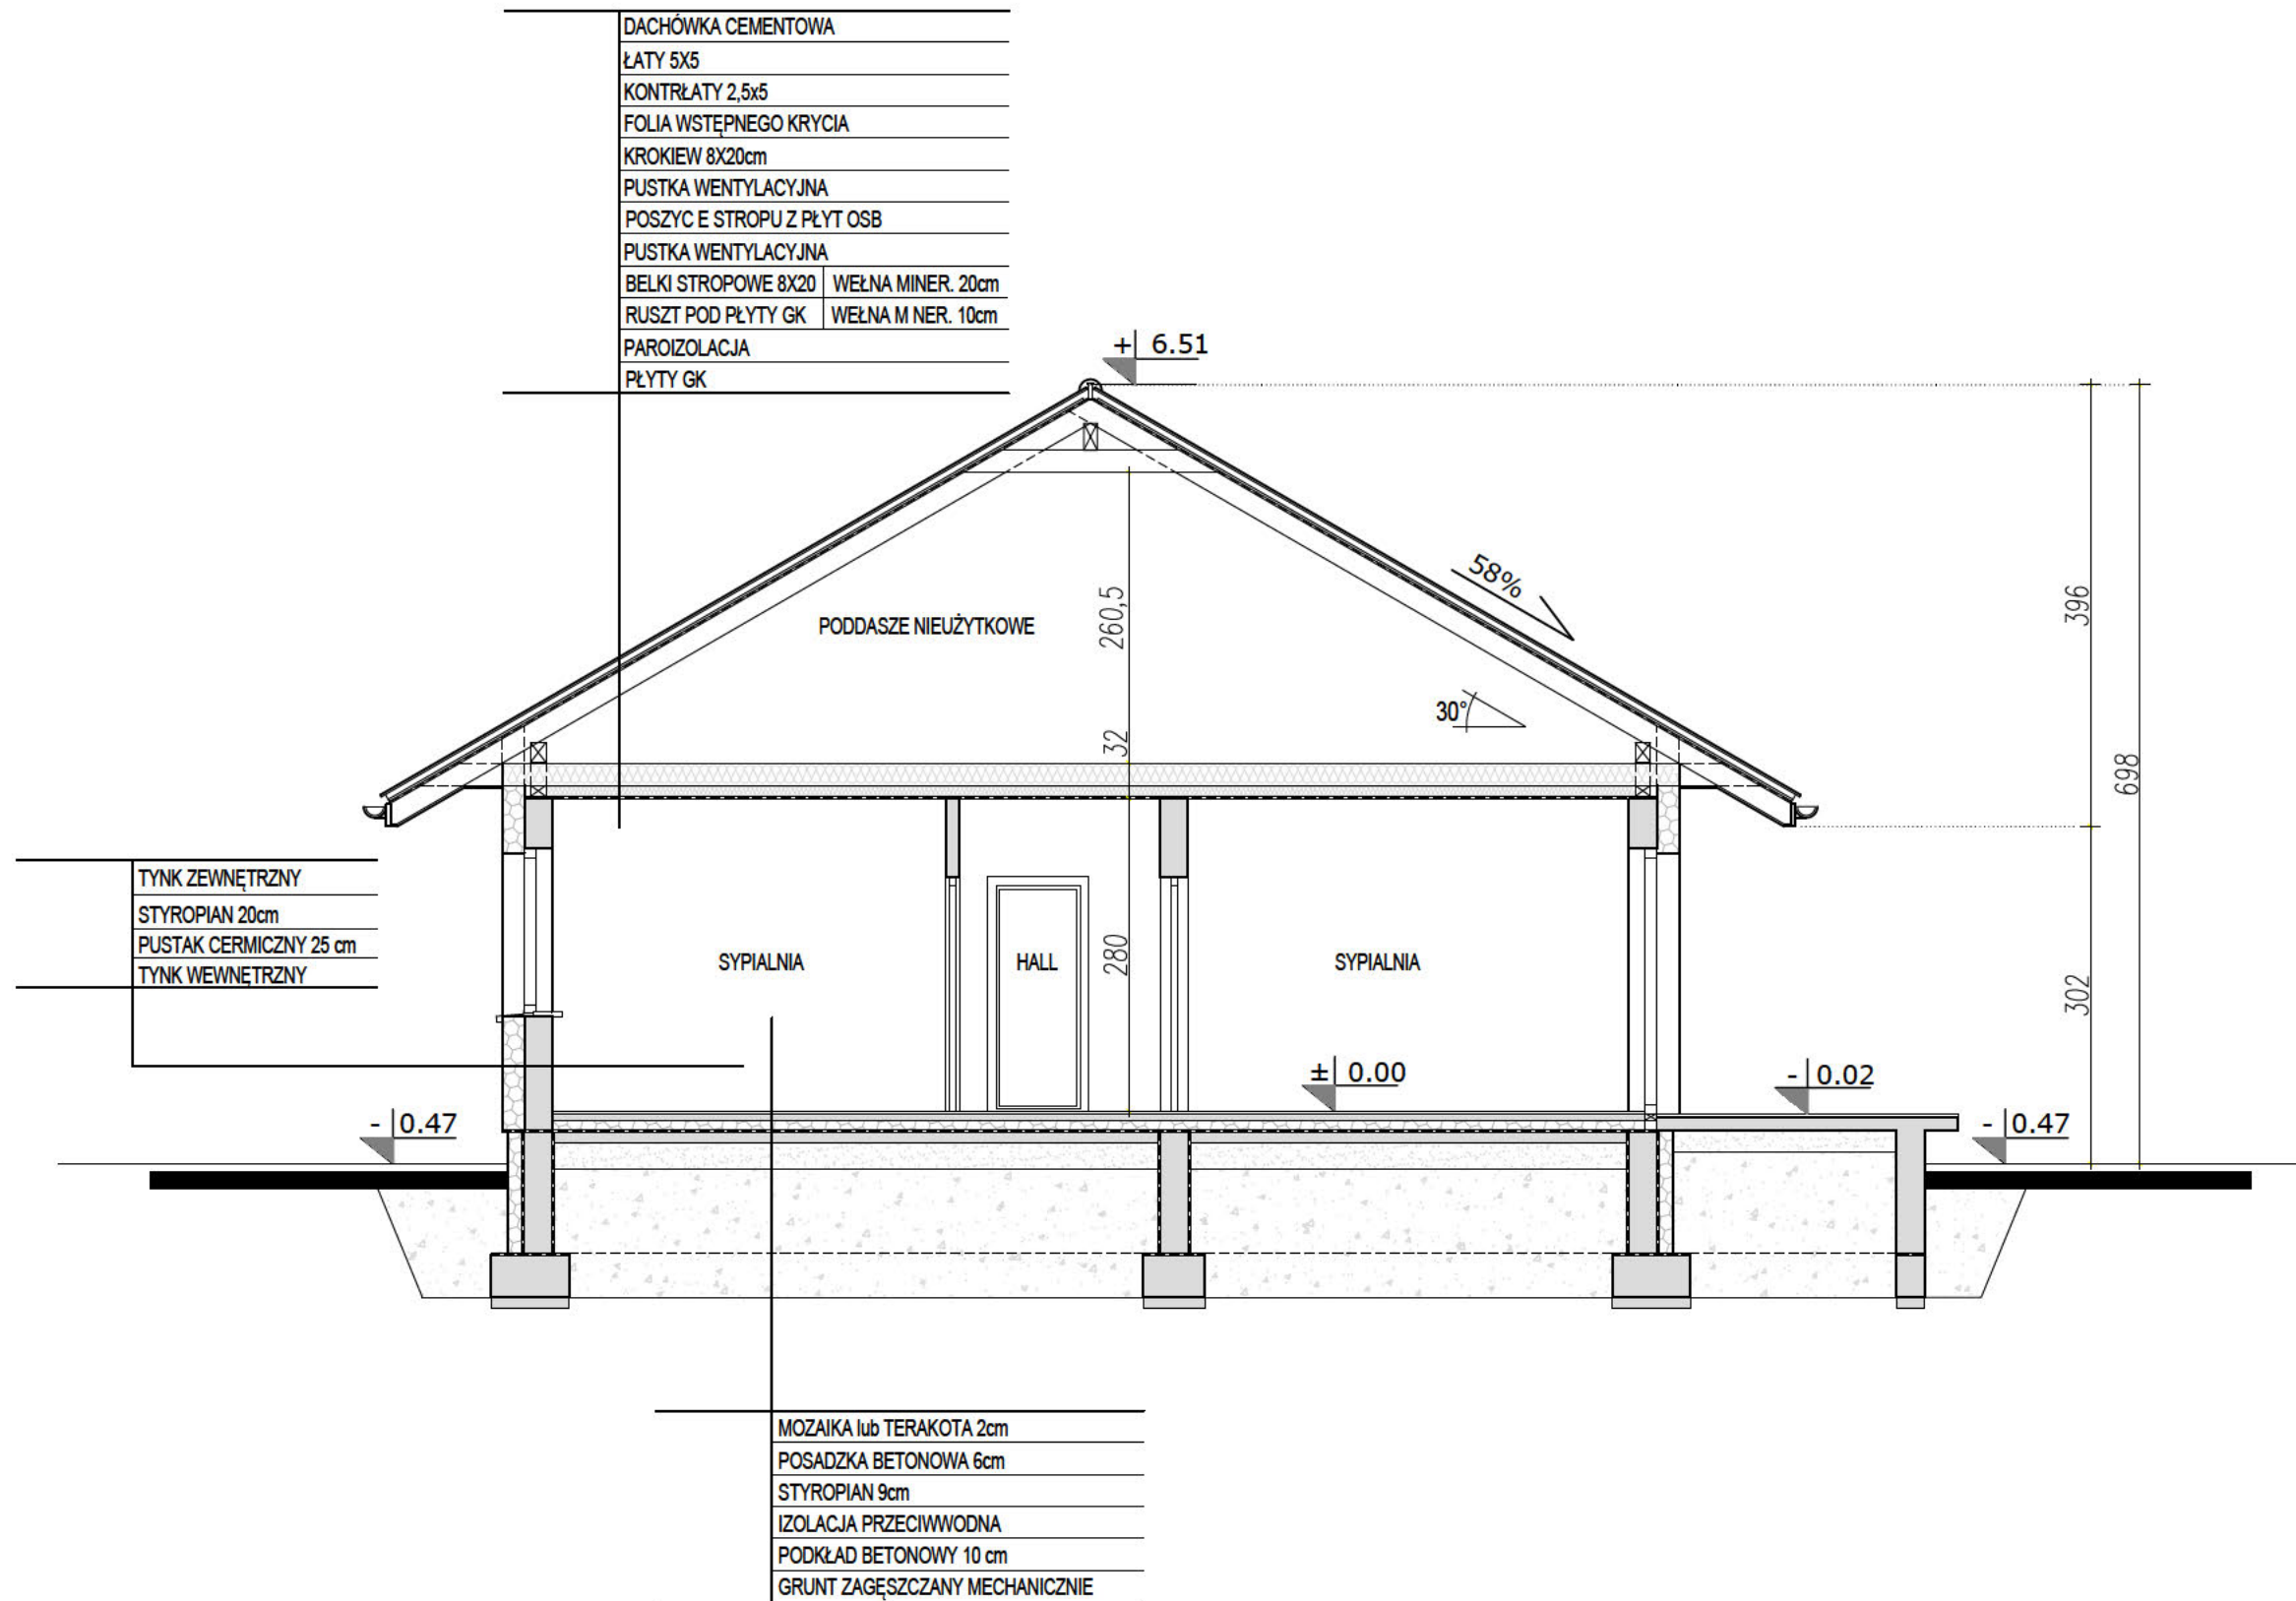 DACHÓWKA CEMENTOWA
ŁATY 5X5
KONTRŁATY 2,5x5
FOLIA WSTĘPNEGO KRYCIA
KROKIEW 8X20cm
PUSTKA WENTYLACYJNA
POSZYC E STROPU Z PŁYT OSB
PUSTKA WENTYLACYJNA
BELKI STROPOWE 8X20 WEŁNA MINER. 20cm
RUSZT POD PŁYTY GK WEŁNA M NER. 10cm
PAROIZOLACJA
PŁYTY GK
+ 6.51
58%
396
260,5
PODDASZE NIEUŻYTKOWE
30°
32
698
TYNK ZEWNĘTRZNY
STYROPIAN 20cm
PUSTAK CERMICZNY 25 cm
TYNK WEWNĘTRZNY
SYPIALNIA
HALL
280
SYPIALNIA
302
± 0.00
- 0.02
- 0.47
- 0.47
MOZAIKA lub TERAKOTA 2cm
POSADZKA BETONOWA 6cm
STYROPIAN 9cm
IZOLACJA PRZECIWWODNA
PODKŁAD BETONOWY 10 cm
GRUNT ZAGĘSZCZANY MECHANICZNIE